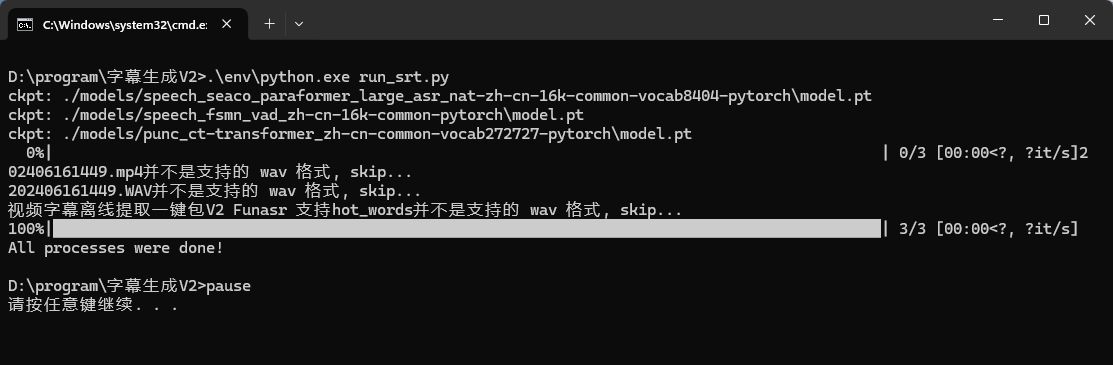 C:\Windows\system32\cmd.e
D:\program\字幕生成V2>.\env\python.exe run_srt.py
ckpt: ./models/speech_seaco_paraformer_large_asr_nat-zh-cn-16k-common-vocab8404-pytorch\model.pt
ckpt: ./models/speech_fsmn_vad_zh-cn-16k-common-pytorch\model.pt
ckpt: ./models/punc_ct-transformer_zh-cn-common-vocab272727-pytorch\model.pt
0%| | 0/3 [00:00<?, ?it/s]2
02406161449.mp4并不是支持的 wav 格式, skip...
202406161449.WAV并不是支持的 wav 格式, skip...
视频字幕离线提取一键包V2 Funasr 支持hot_words并不是支持的 wav 格式, skip...
100%| | 3/3 [00:00<?, ?it/s]
All processes were done!
D:\program\字幕生成V2>pause
请按任意键继续. . .